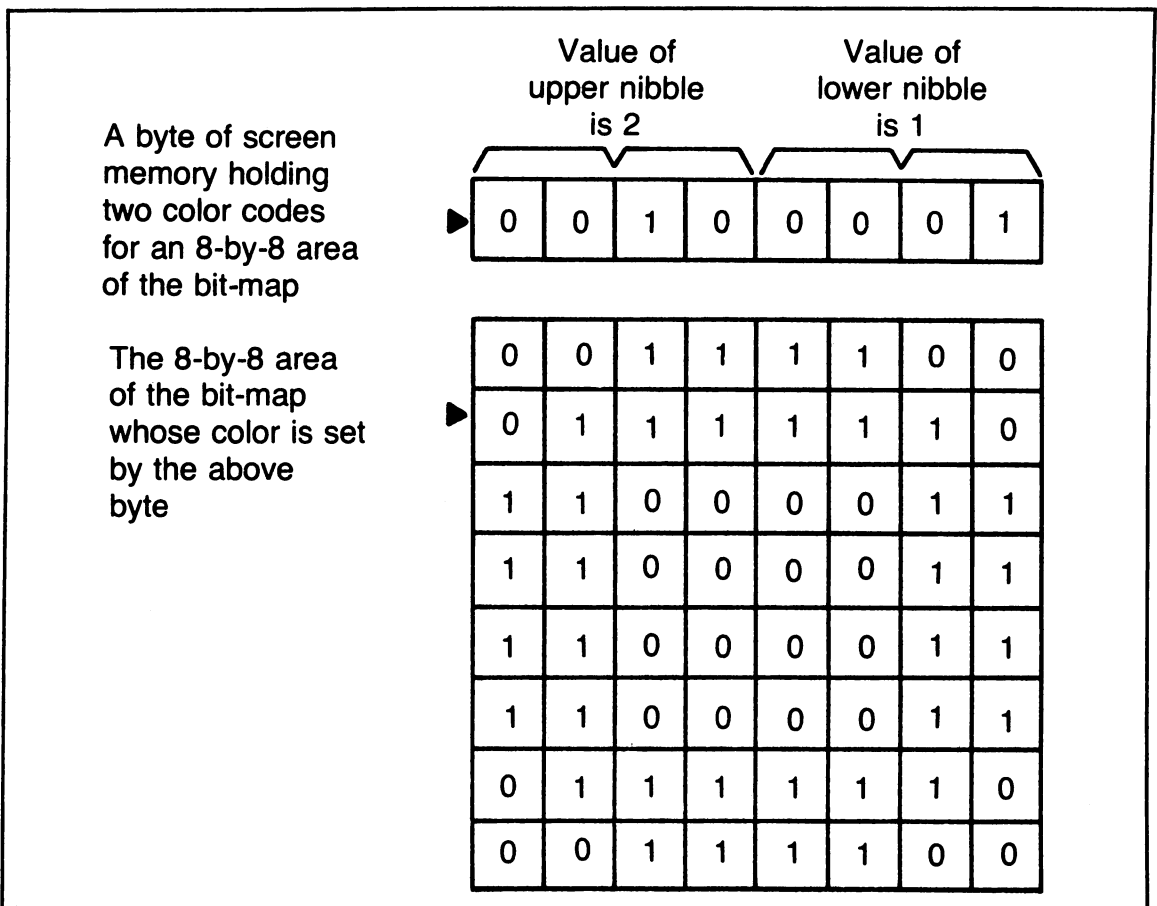 Value of
upper nibble
is 2
Value of
lower nibble
is 1
A byte of screen
memory holding
two color codes
for an 8-by-8 area
of the bit-map
0 0 1 0 0 0 0 1
The 8-by-8 area
of the bit-map
whose color is set
by the above
byte
0 0 1 1 1 1 0 0
0 1 1 1 1 1 1 0
1 1 0 0 0 0 1 1
1 1 0 0 0 0 1 1
1 1 0 0 0 0 1 1
1 1 0 0 0 0 1 1
0 1 1 1 1 1 1 0
0 0 1 1 1 1 0 0